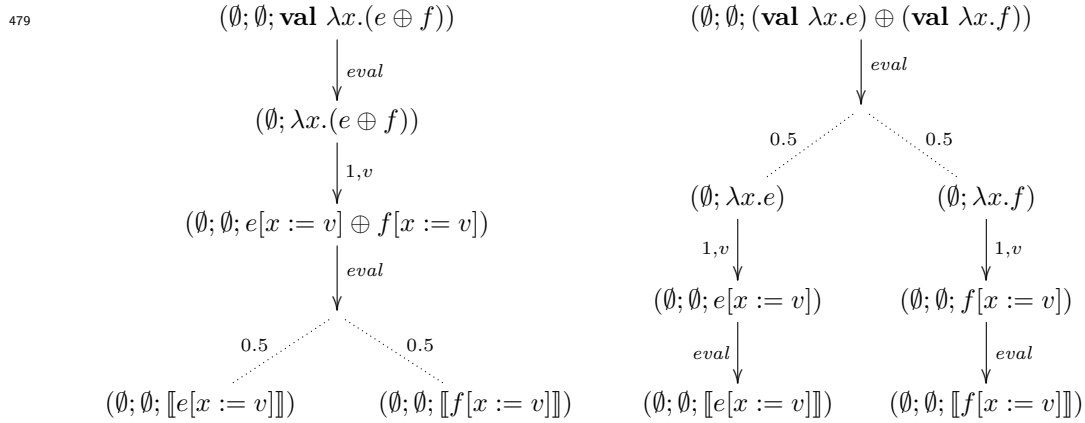 479
(∅; ∅; val λx.(e ⊕ f))
eval
(∅; λx.(e ⊕ f))
1,v
(∅; ∅; e[x := v] ⊕ f[x := v])
eval
0.5 0.5
(∅; ∅; ⟦e[x := v]⟧) (∅; ∅; ⟦f[x := v]⟧)
(∅; ∅; (val λx.e) ⊕ (val λx.f))
eval
0.5 0.5
(∅; λx.e) (∅; λx.f)
1,v 1,v
(∅; ∅; e[x := v]) (∅; ∅; f[x := v])
eval eval
(∅; ∅; ⟦e[x := v]⟧) (∅; ∅; ⟦f[x := v]⟧)